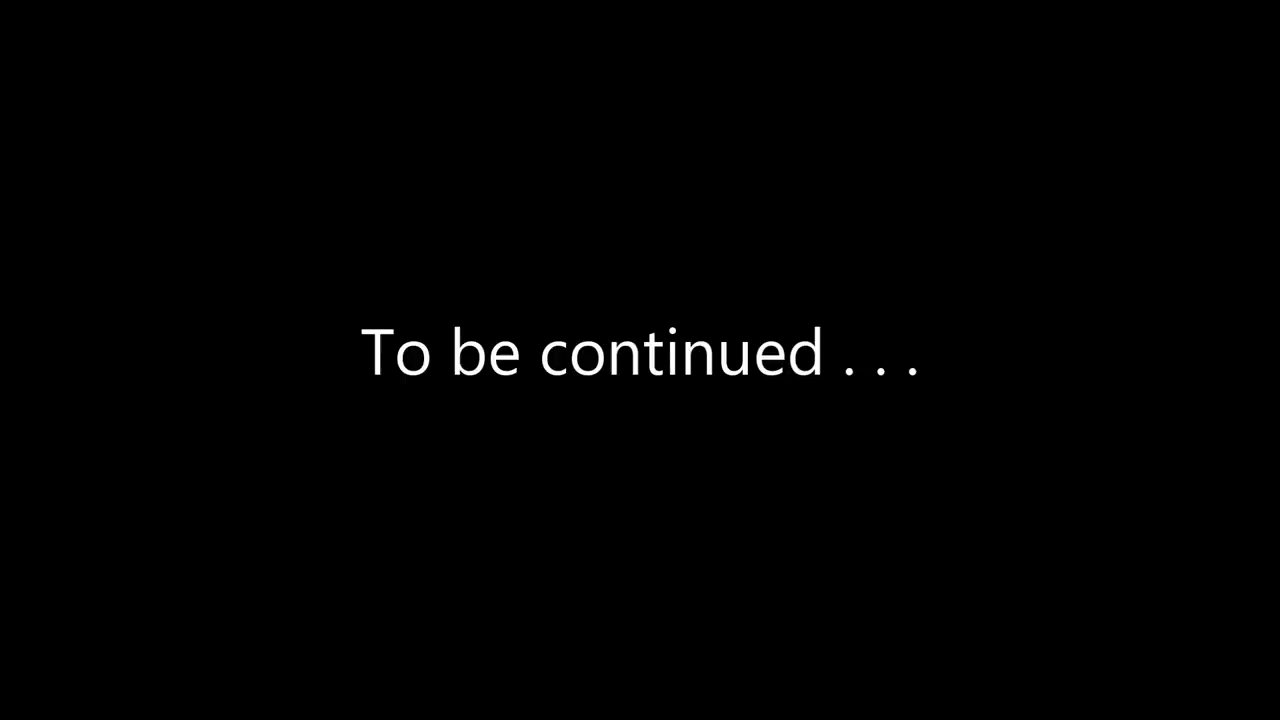 To be continued . . .